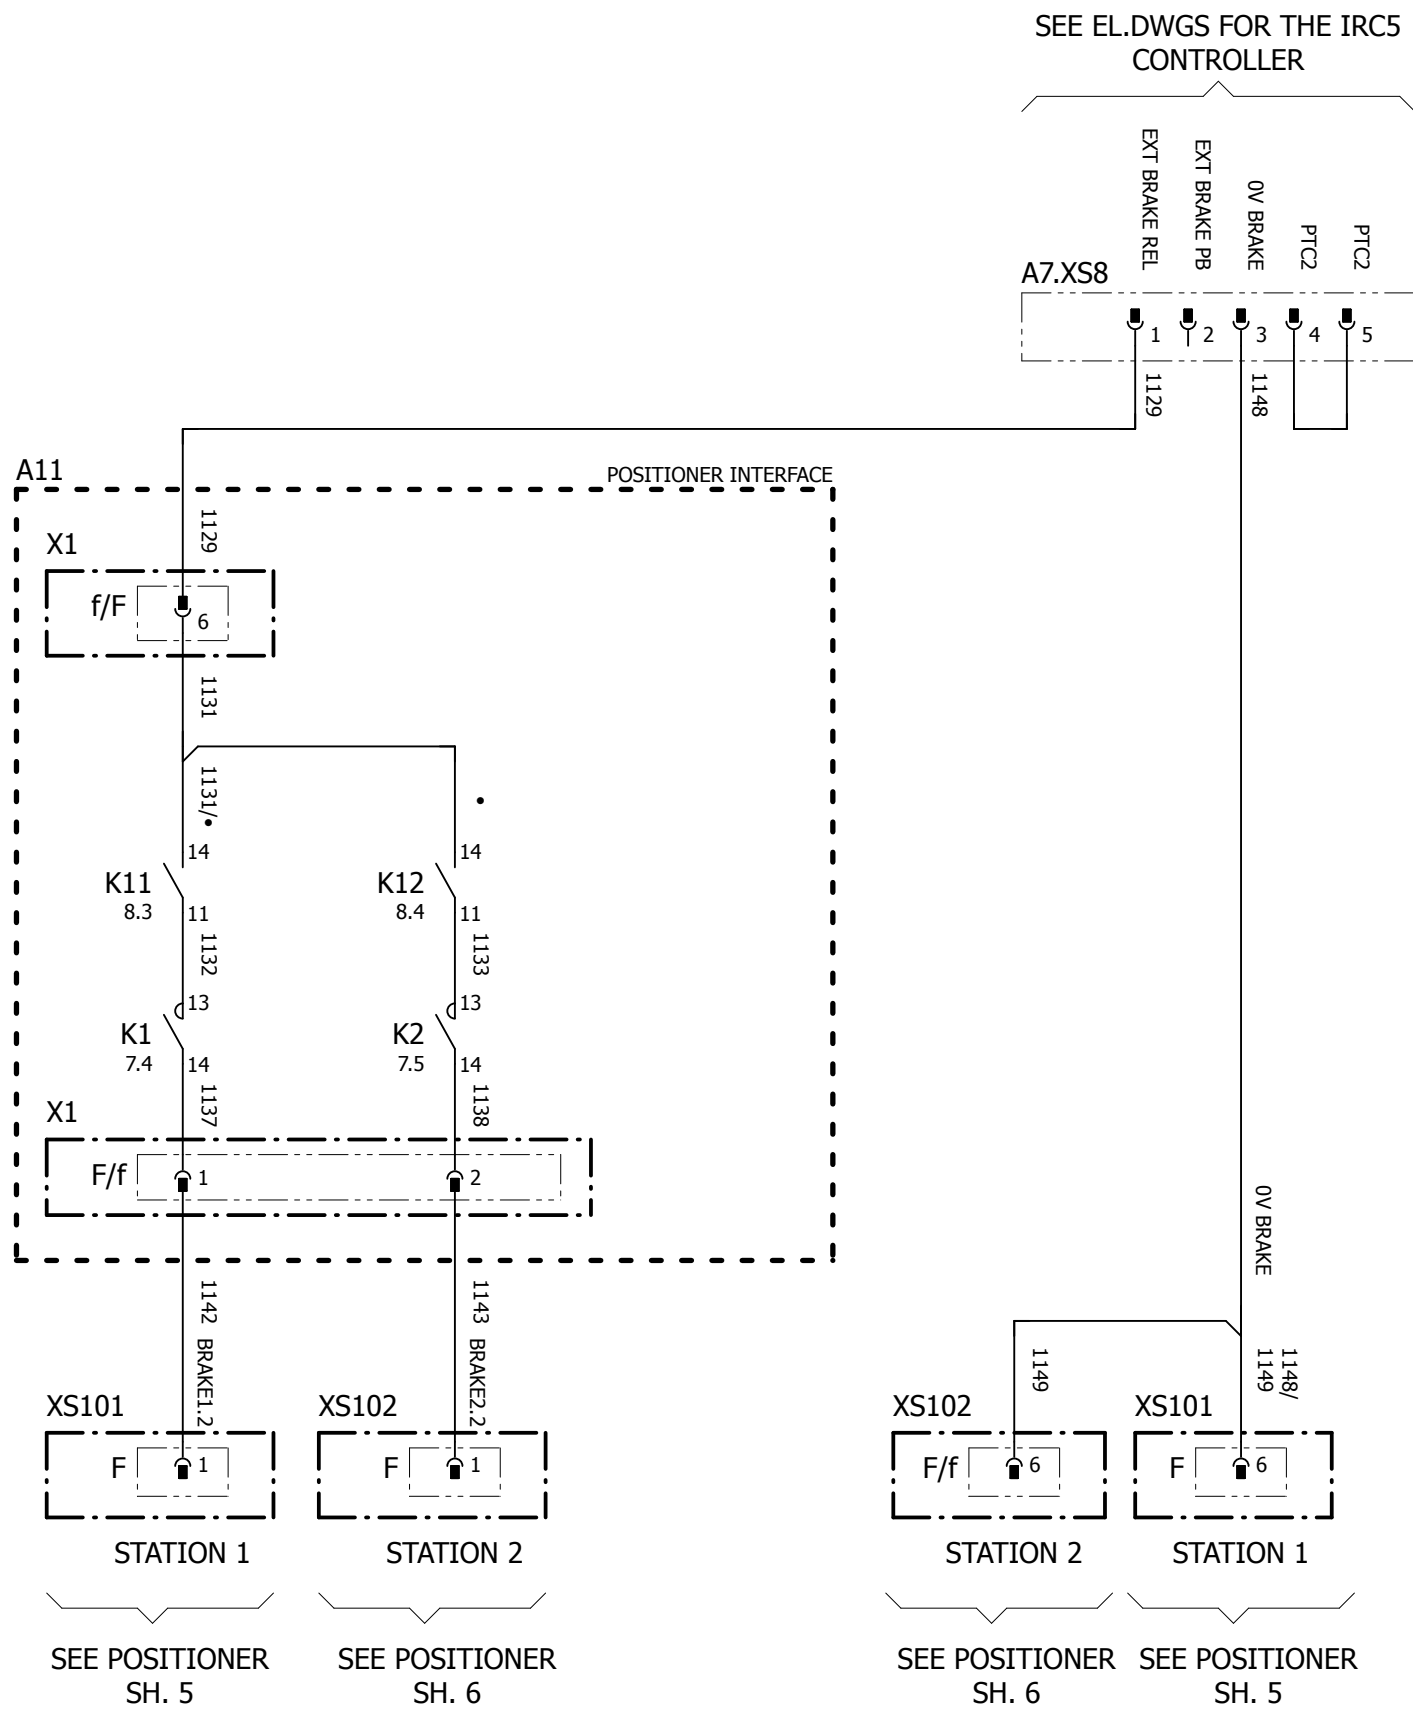 SEE EL.DWGS FOR THE IRC5
CONTROLLER
EXT BRAKE REL
EXT BRAKE PB
0V BRAKE
PTC2
PTC2
A7.XS8
1
2
3
4
5
1129
1148
A11
POSITIONER INTERFACE
1129
X1
f/F
6
1131
1131/•
•
14
14
K11
8.3
K12
8.4
11
11
1132
1133
13
13
K1
7.4
K2
7.5
14
14
1137
1138
X1
F/f
1
2
0V BRAKE
1142
BRAKE1.2
1143
BRAKE2.2
1149
1148/
1149
XS101
XS102
XS102
XS101
F
1
F
1
F/f
6
F
6
STATION 1
STATION 2
STATION 2
STATION 1
SEE POSITIONER
SH. 5
SEE POSITIONER
SH. 6
SEE POSITIONER
SH. 6
SEE POSITIONER
SH. 5